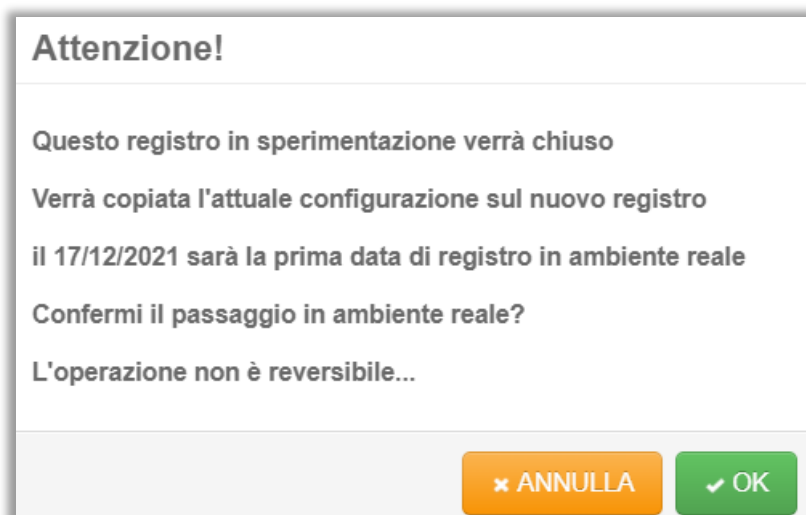 Attenzione!
Questo registro in sperimentazione verrà chiuso
Verrà copiata l'attuale configurazione sul nuovo registro
il 17/12/2021 sarà la prima data di registro in ambiente reale
Confermi il passaggio in ambiente reale?
L'operazione non è reversibile...
ANNULLA OK